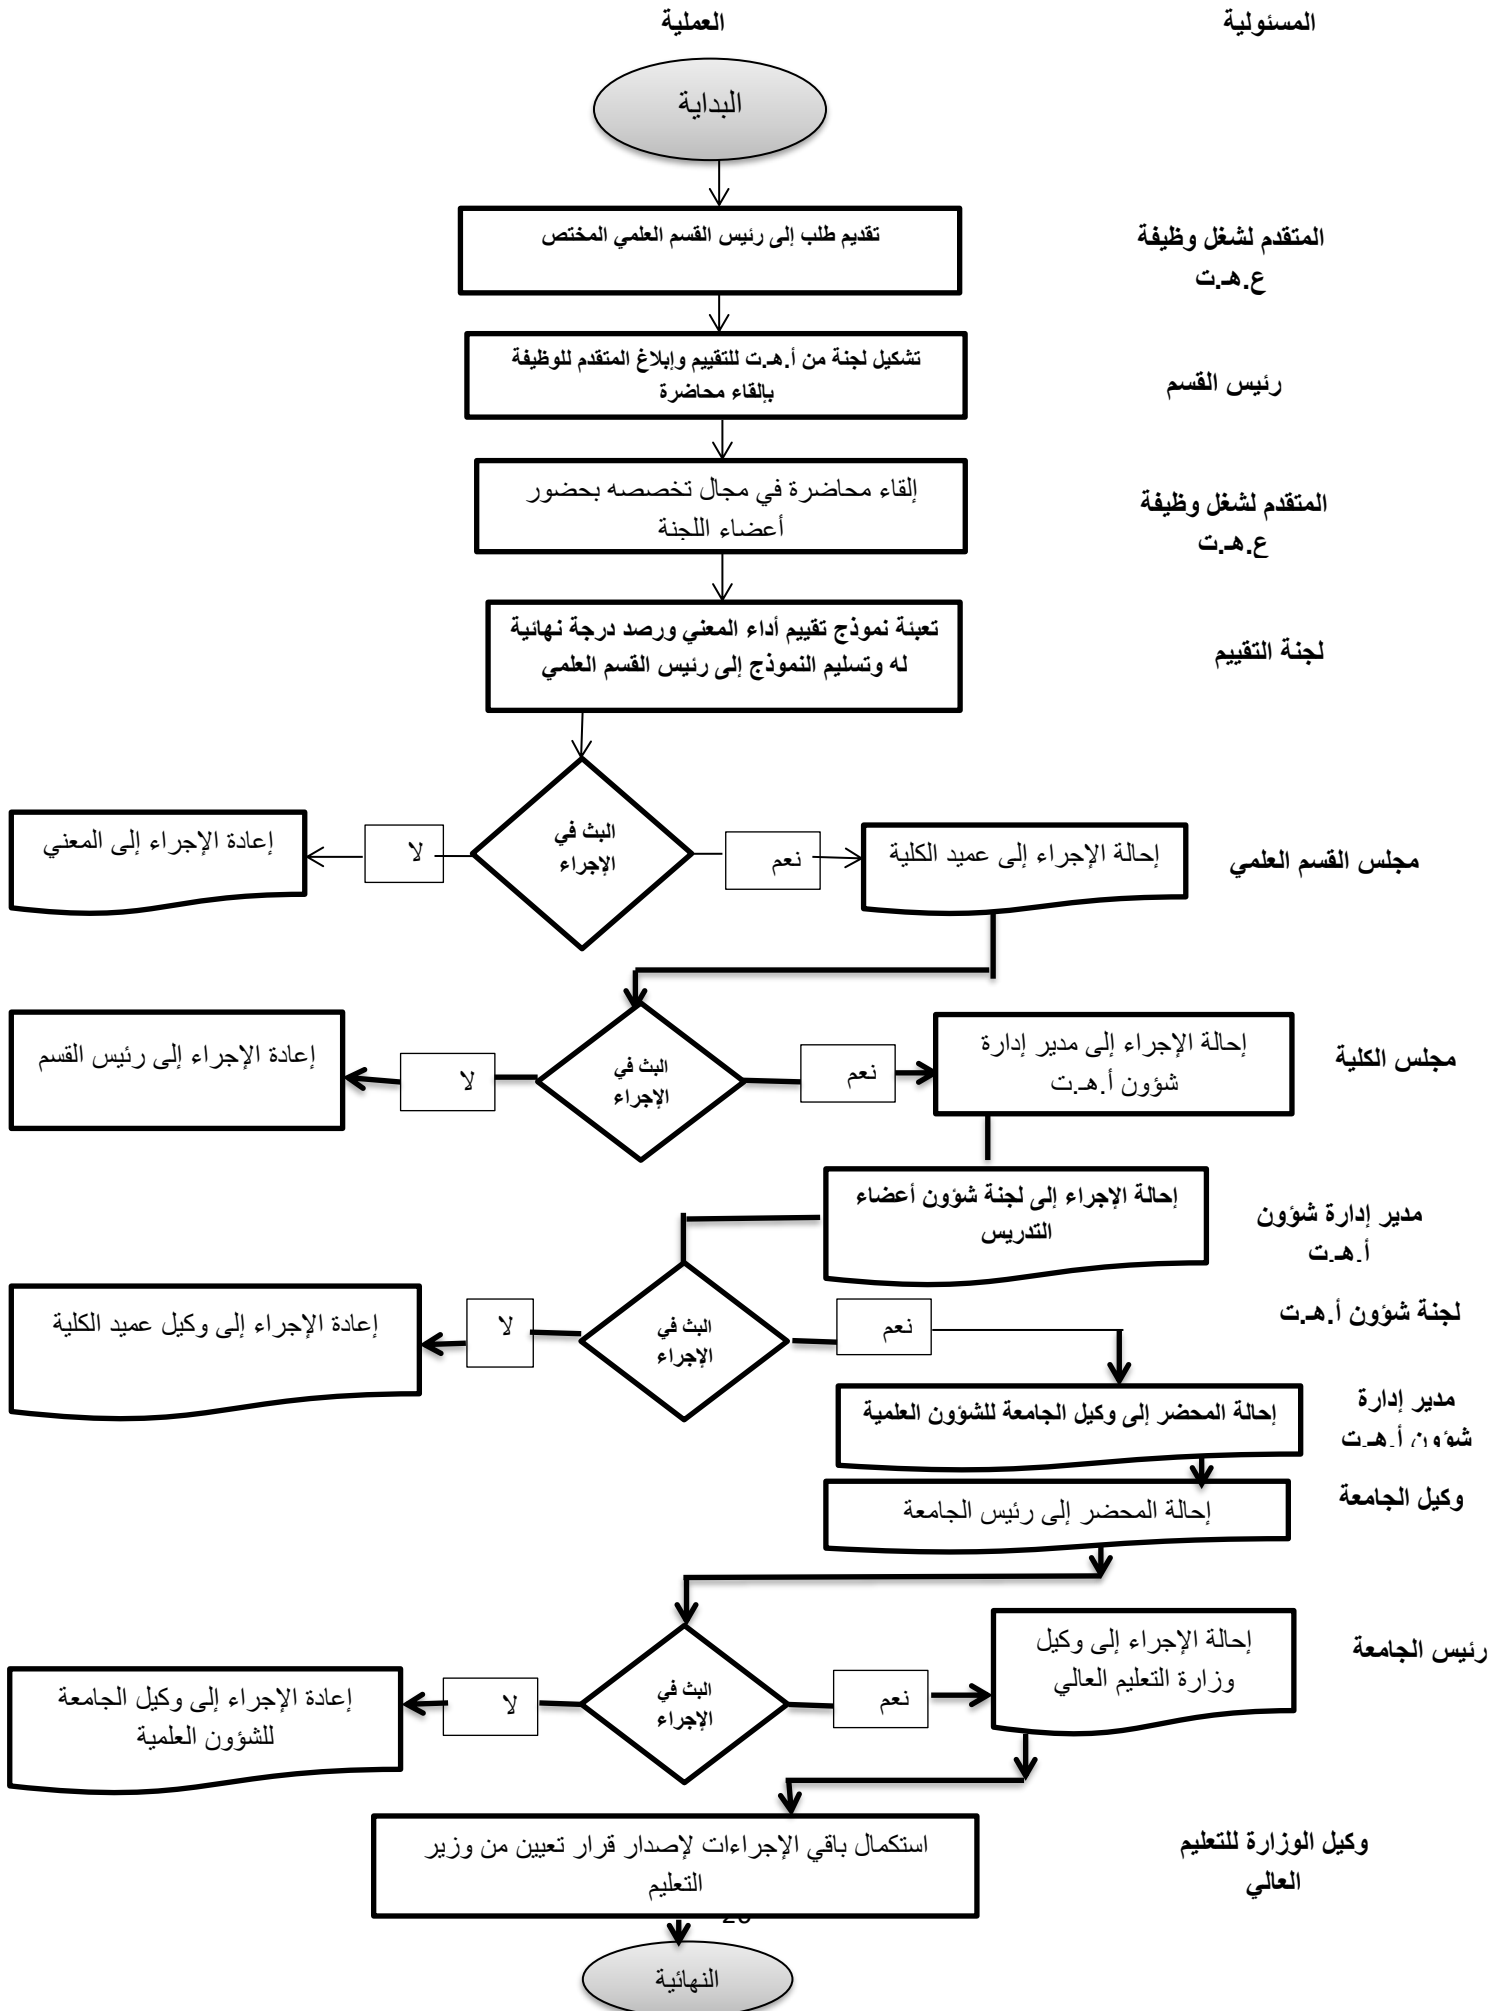 المسئولية
العملية
البداية
المتقدم لشغل وظيفة
ع.هـ.ت
تقديم طلب إلى رئيس القسم العلمي المختص
رئيس القسم
تشكيل لجنة من أ.هـ.ت للتقييم وإبلاغ المتقدم للوظيفة
بإلقاء محاضرة
المتقدم لشغل وظيفة
ع.هـ.ت
إلقاء محاضرة في مجال تخصصه بحضور
أعضاء اللجنة
لجنة التقييم
تعبئة نموذج تقييم أداء المعني ورصد درجة نهائية
له وتسليم النموذج إلى رئيس القسم العلمي
مجلس القسم العلمي
إحالة الإجراء إلى عميد الكلية
نعم
البث في
الإجراء
لا
إعادة الإجراء إلى المعني
مجلس الكلية
إحالة الإجراء إلى مدير إدارة
شؤون أ.هـ.ت
نعم
البث في
الإجراء
لا
إعادة الإجراء إلى رئيس القسم
مدير إدارة شؤون
أ.هـ.ت
إحالة الإجراء إلى لجنة شؤون أعضاء
التدريس
لجنة شؤون أ.هـ.ت
نعم
البث في
الإجراء
لا
إعادة الإجراء إلى وكيل عميد الكلية
مدير إدارة
شؤون أ.هـ.ت
إحالة المحضر إلى وكيل الجامعة للشؤون العلمية
وكيل الجامعة
إحالة المحضر إلى رئيس الجامعة
رئيس الجامعة
إحالة الإجراء إلى وكيل
وزارة التعليم العالي
نعم
البث في
الإجراء
لا
إعادة الإجراء إلى وكيل الجامعة
للشؤون العلمية
وكيل الوزارة للتعليم
العالي
استكمال باقي الإجراءات لإصدار قرار تعيين من وزير
التعليم
النهائية